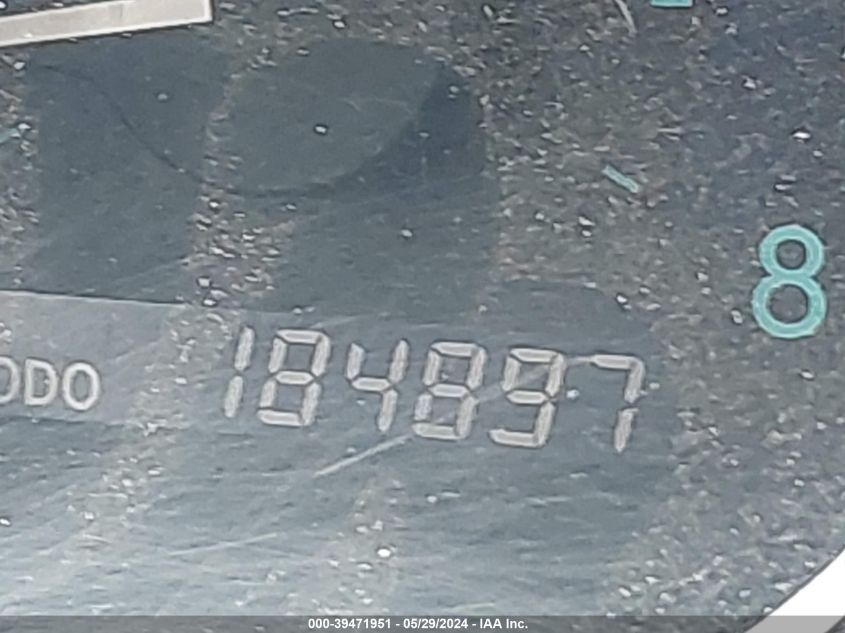 8
ODO 184897
000-39471951 - 05/29/2024 - IAA Inc.